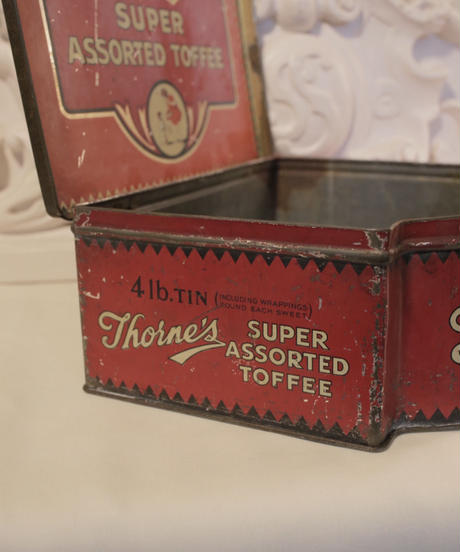 SUPER
ASSORTED TOFFEE
4 lb. TIN (INCLUDING WRAPPINGS
ROUND EACH SWEET)
Thorne's SUPER
ASSORTED
TOFFEE